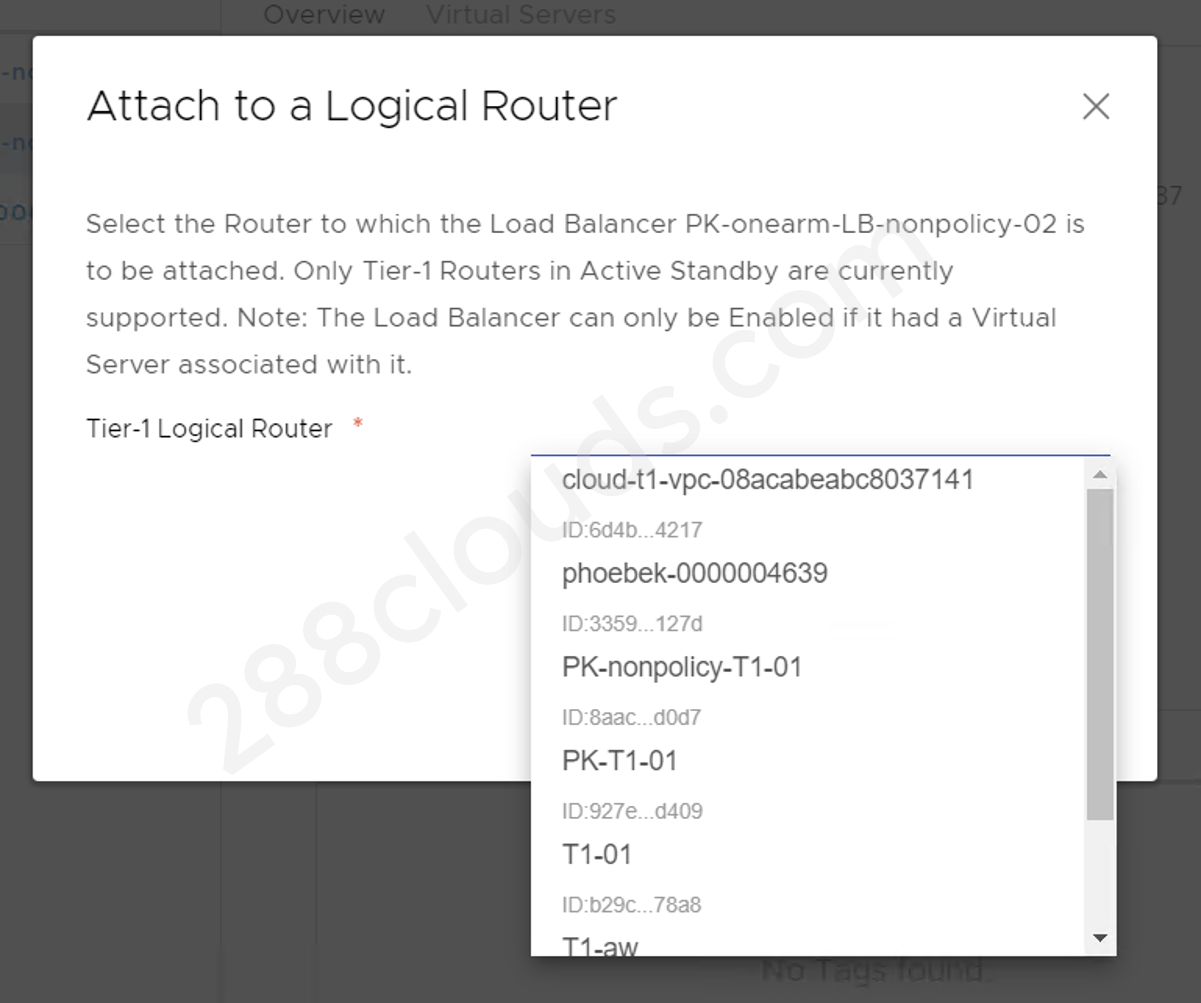 Overview Virtual Servers
Attach to a Logical Router
37
Select the Router to which the Load Balancer PK-onearm-LB-nonpolicy-02 is
to be attached. Only Tier-1 Routers in Active Standby are currently
supported. Note: The Load Balancer can only be Enabled if it had a Virtual
Server associated with it.
Tier-1 Logical Router *
cloud-t1-vpc-08acabeabc8037141
ID:6d4b...4217
phoebek-0000004639
ID:3359...127d
PK-nonpolicy-T1-01
ID:8aac...d0d7
PK-T1-01
ID:927e...d409
T1-01
ID:b29c...78a8
T1-aw
No Tags found.
288clouds.com